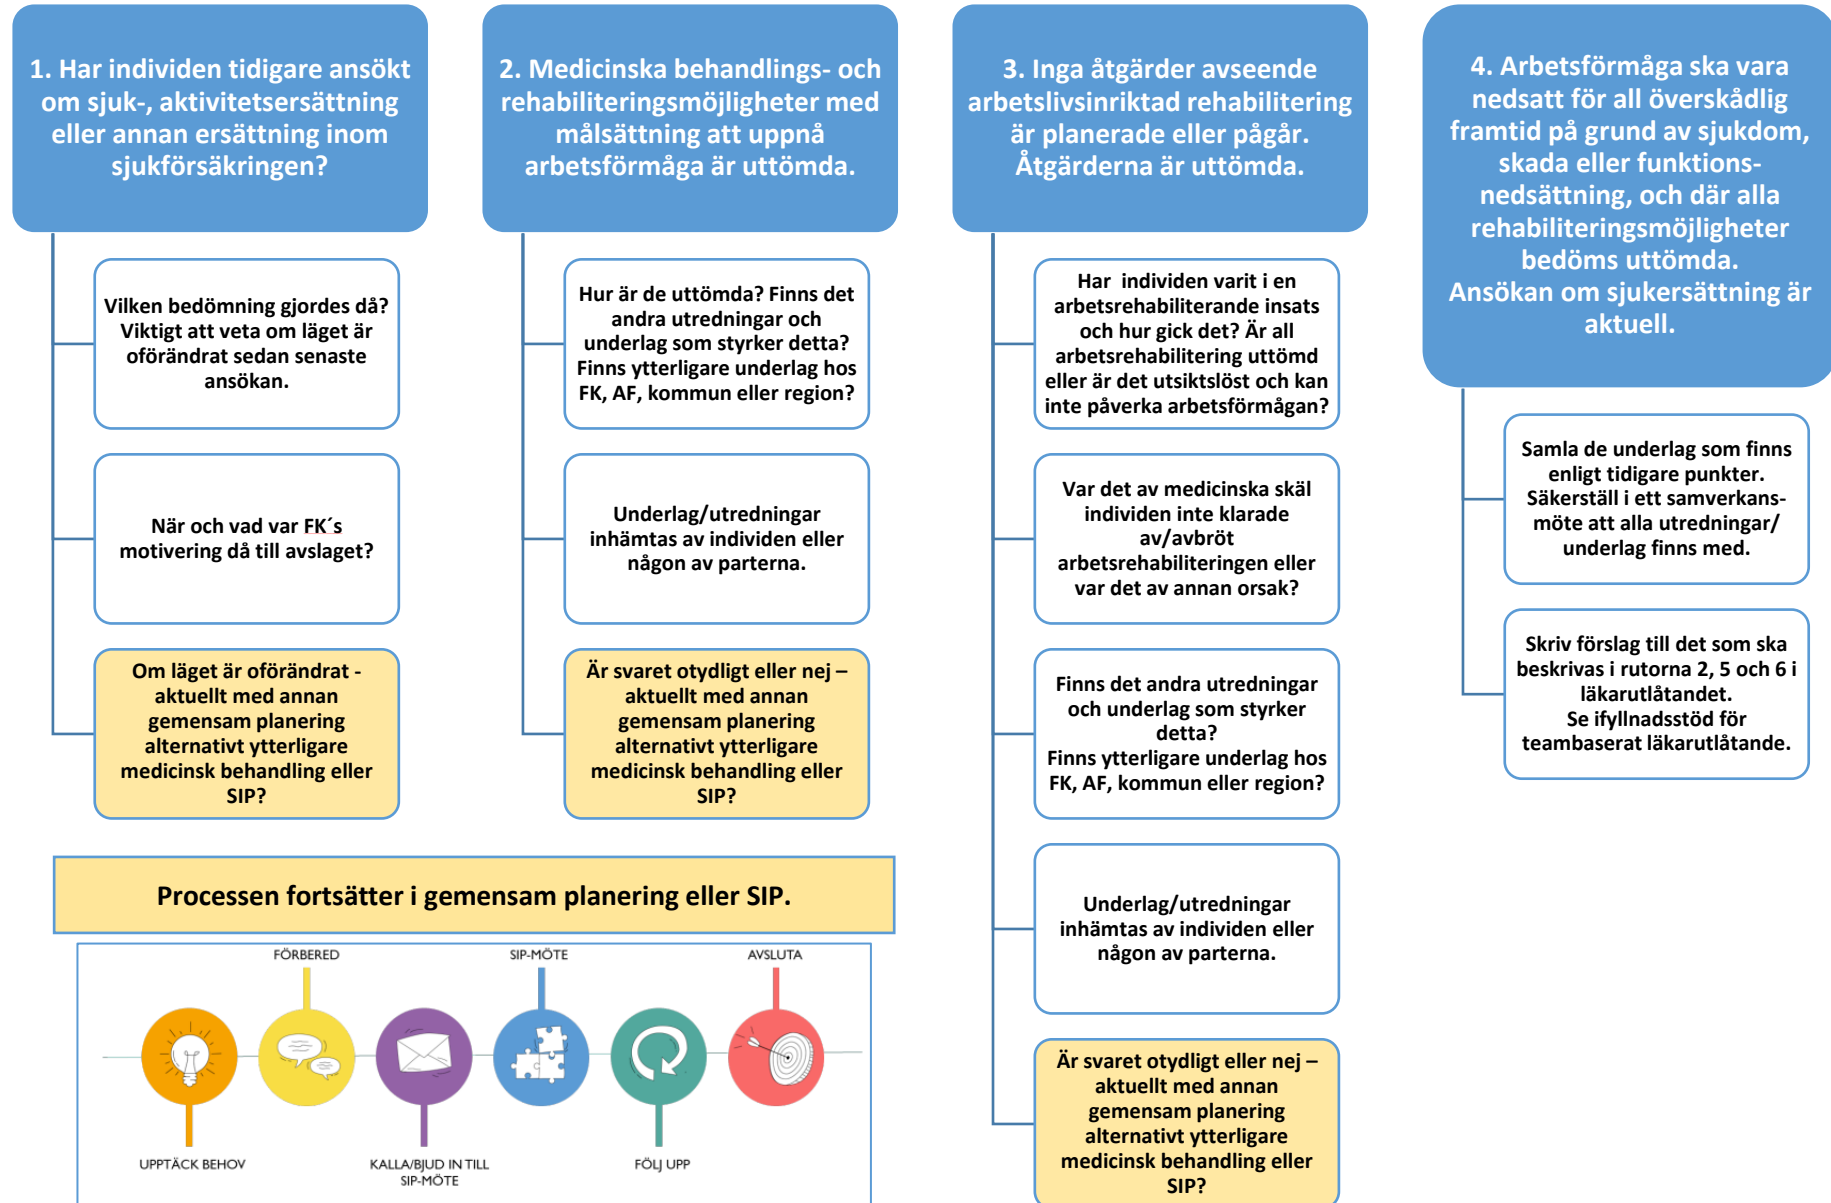 1. Har individen tidigare ansökt
om sjuk-, aktivitetsersättning
eller annan ersättning inom
sjukförsäkringen?
Vilken bedömning gjordes då?
Viktigt att veta om läget är
oförändrat sedan senaste
ansökan.
När och vad var FK´s
motivering då till avslaget?
Om läget är oförändrat -
aktuellt med annan
gemensam planering
alternativt ytterligare
medicinsk behandling eller
SIP?
2. Medicinska behandlings- och
rehabiliteringsmöjligheter med
målsättning att uppnå
arbetsförmåga är uttömda.
Hur är de uttömda? Finns det
andra utredningar och
underlag som styrker detta?
Finns ytterligare underlag hos
FK, AF, kommun eller region?
Underlag/utredningar
inhämtas av individen eller
någon av parterna.
Är svaret otydligt eller nej –
aktuellt med annan
gemensam planering
alternativt ytterligare
medicinsk behandling eller
SIP?
3. Inga åtgärder avseende
arbetslivsinriktad rehabilitering
är planerade eller pågår.
Åtgärderna är uttömda.
Har individen varit i en
arbetsrehabiliterande insats
och hur gick det? Är all
arbetsrehabilitering uttömd
eller är det utsiktslöst och kan
inte påverka arbetsförmågan?
Var det av medicinska skäl
individen inte klarade
av/avbröt
arbetsrehabiliteringen eller
var det av annan orsak?
Finns det andra utredningar
och underlag som styrker
detta?
Finns ytterligare underlag hos
FK, AF, kommun eller region?
Underlag/utredningar
inhämtas av individen eller
någon av parterna.
Är svaret otydligt eller nej –
aktuellt med annan
gemensam planering
alternativt ytterligare
medicinsk behandling eller
SIP?
4. Arbetsförmåga ska vara
nedsatt för all överskådlig
framtid på grund av sjukdom,
skada eller funktions-
nedsättning, och där alla
rehabiliteringsmöjligheter
bedöms uttömda.
Ansökan om sjukersättning är
aktuell.
Samla de underlag som finns
enligt tidigare punkter.
Säkerställ i ett samverkans-
möte att alla utredningar/
underlag finns med.
Skriv förslag till det som ska
beskrivas i rutorna 2, 5 och 6 i
läkarutlåtandet.
Se ifyllnadsstöd för
teambaserat läkarutlåtande.
Processen fortsätter i gemensam planering eller SIP.
FÖRBERED
SIP-MÖTE
AVSLUTA
UPPTÄCK BEHOV
KALLA/BJUD IN TILL
SIP-MÖTE
FÖLJ UPP